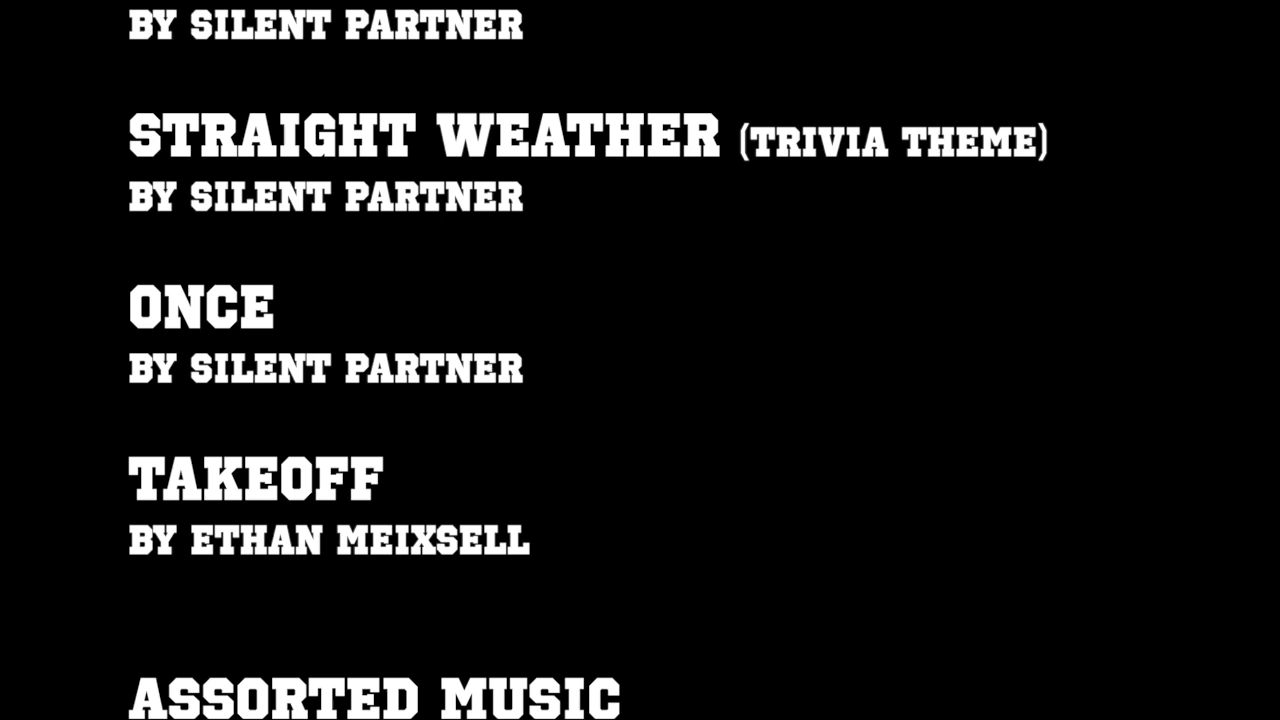 BY SILENT PARTNER
STRAIGHT WEATHER (TRIVIA THEME)
BY SILENT PARTNER
ONCE
BY SILENT PARTNER
TAKEOFF
BY ETHAN MEIXSELL
ASSORTED MUSIC